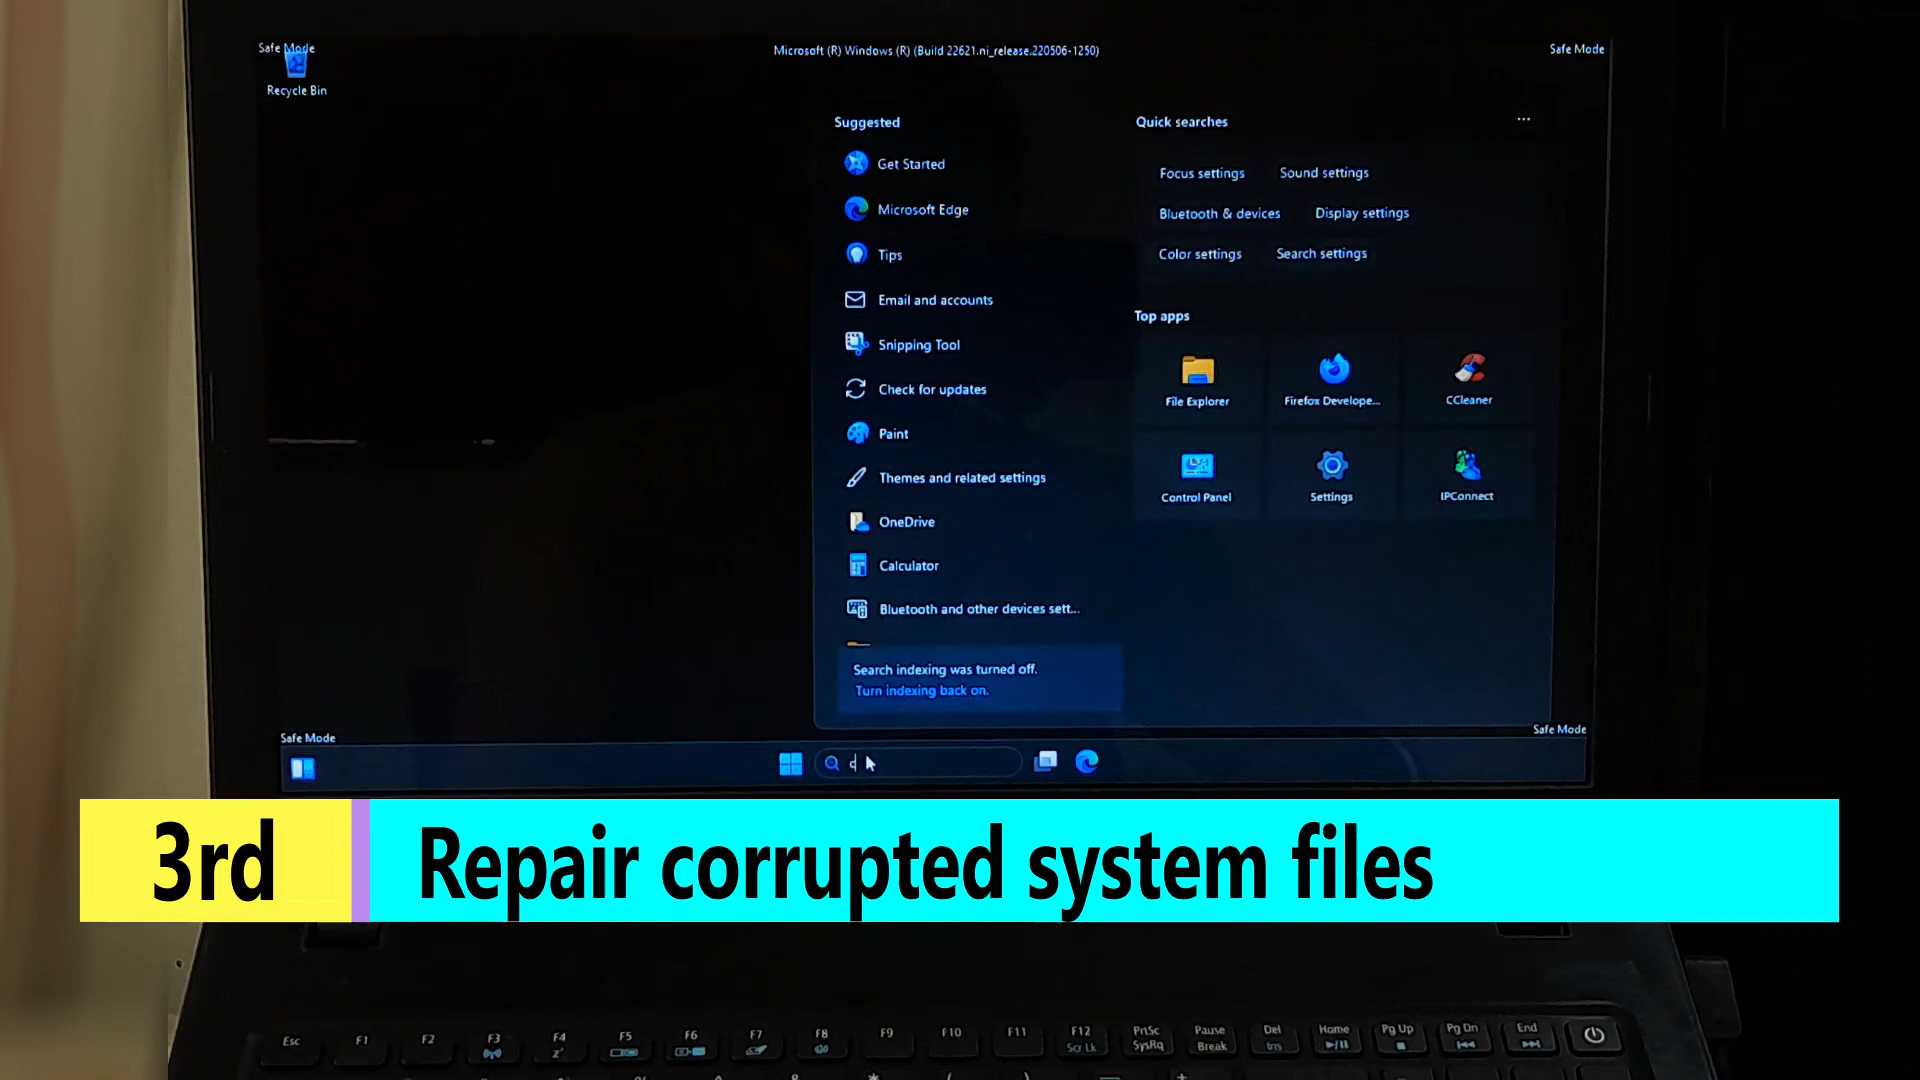 Safe Mode
Microsoft (R) Windows (R) (Build 22621.ni_release.220506-1250)
Safe Mode
Recycle Bin
Suggested
Get Started
Microsoft Edge
Tips
Email and accounts
Snipping Tool
Check for updates
Paint
Themes and related settings
OneDrive
Calculator
Bluetooth and other devices sett...
Search indexing was turned off.
Turn indexing back on.
Quick searches
Focus settings
Sound settings
Bluetooth & devices
Display settings
Color settings
Search settings
Top apps
File Explorer
Firefox Develope...
CCleaner
Control Panel
Settings
IPConnect
Safe Mode
Safe Mode
c
3rd
Repair corrupted system files
Esc
F1
F2
F3
F4
F5
F6
F7
F8
F9
F10
F11
F12
Scr Lk
PrtSc
SysRq
Pause
Break
Del
Ins
Home
Pg Up
Pg Dn
End